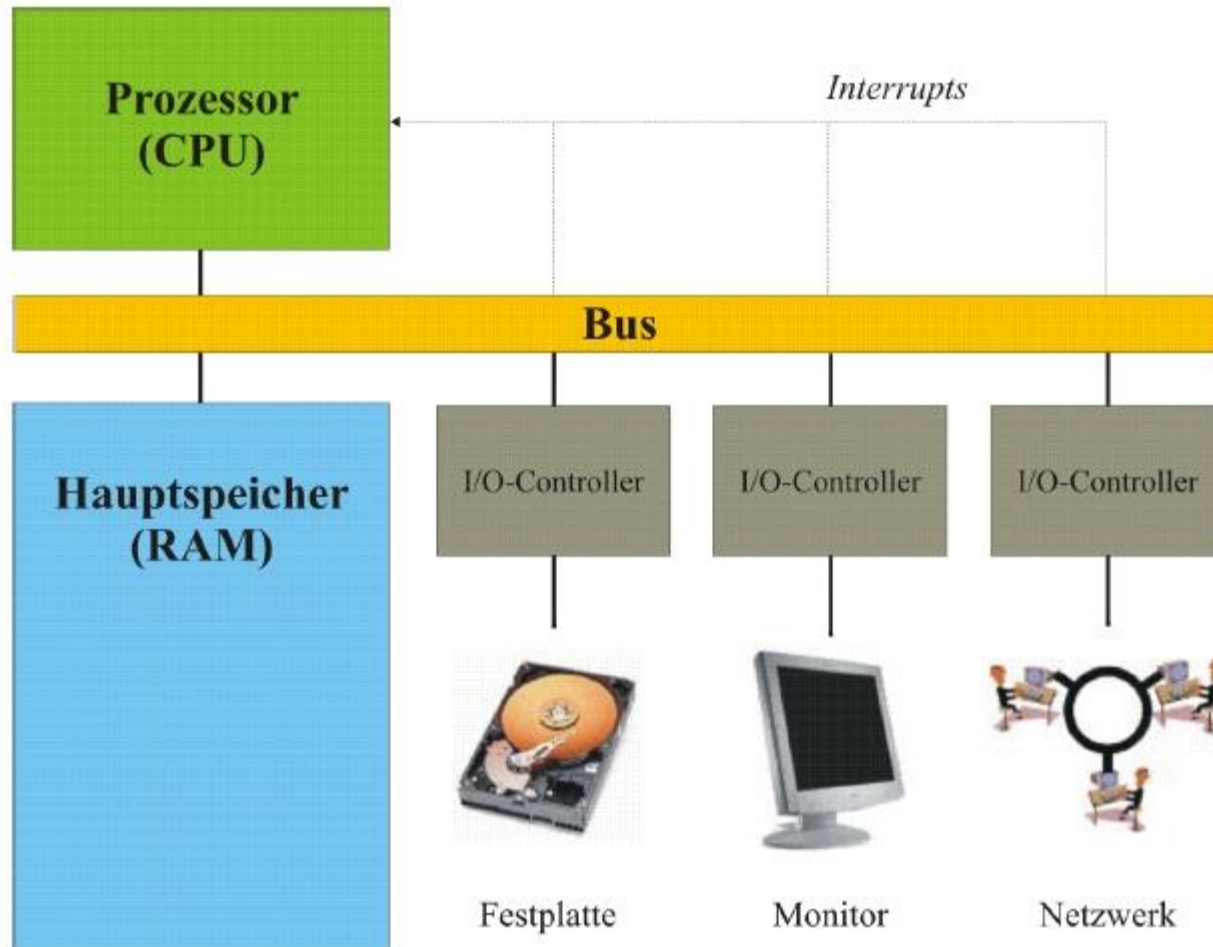 Prozessor
(CPU)
Interrupts
Bus
Hauptspeicher
(RAM)
I/O-Controller
I/O-Controller
I/O-Controller
Festplatte
Monitor
Netzwerk